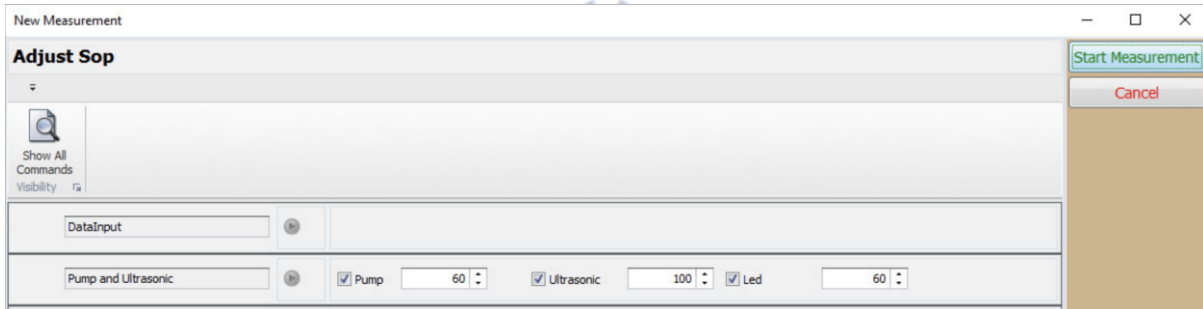 New Measurement
Adjust Sop
Start Measurement
Cancel
Show All
Commands
Visibility
DataInput
Pump and Ultrasonic Pump 60 Ultrasonic 100 Led 60